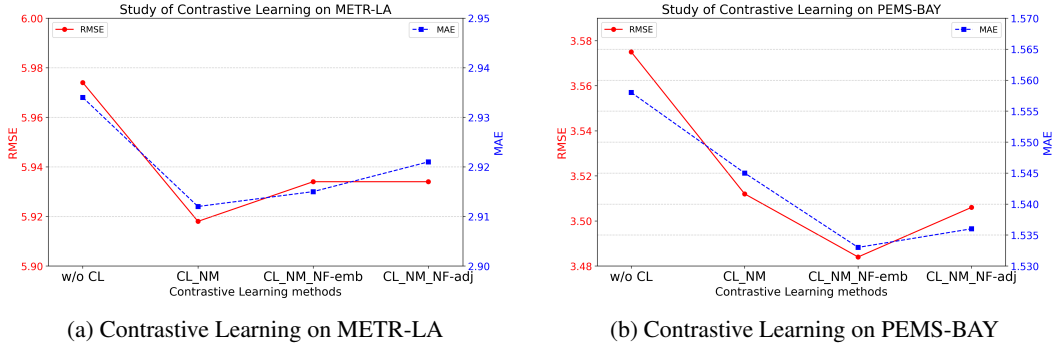 Study of Contrastive Learning on METR-LA
RMSE
MAE
6.00
5.98
5.96
5.94
5.92
5.90
RMSE
2.95
2.94
2.93
2.92
2.91
2.90
MAE
w/o CL
CL_NM
CL_NM_NF-emb
CL_NM_NF-adj
Contrastive Learning methods
(a) Contrastive Learning on METR-LA
Study of Contrastive Learning on PEMS-BAY
RMSE
MAE
3.58
3.56
3.54
3.52
3.50
3.48
RMSE
1.570
1.565
1.560
1.555
1.550
1.545
1.540
1.535
1.530
MAE
w/o CL
CL_NM
CL_NM_NF-emb
CL_NM_NF-adj
Contrastive Learning methods
(b) Contrastive Learning on PEMS-BAY